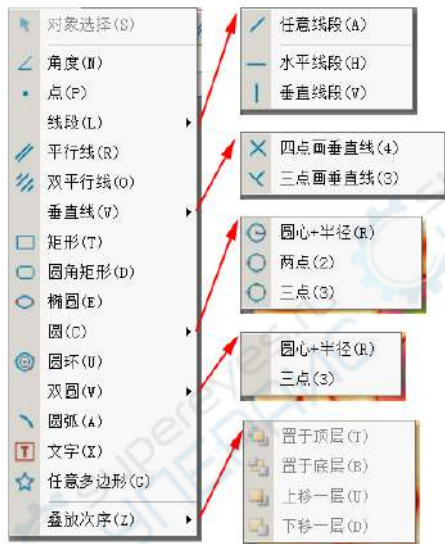 对象选择(S)
角度(N)
点(P)
线段(L)
平行线(R)
双平行线(O)
垂直线(V)
矩形(T)
圆角矩形(D)
椭圆(E)
圆(C)
圆环(U)
双圆(W)
圆弧(A)
文字(X)
任意多边形(G)
叠放次序(Z)
任意线段(A)
水平线段(H)
垂直线段(V)
四点画垂直线(4)
三点画垂直线(3)
圆心+半径(R)
两点(2)
三点(3)
圆心+半径(R)
三点(3)
置于顶层(T)
置于底层(B)
上移一层(U)
下移一层(D)
supereyes.ru